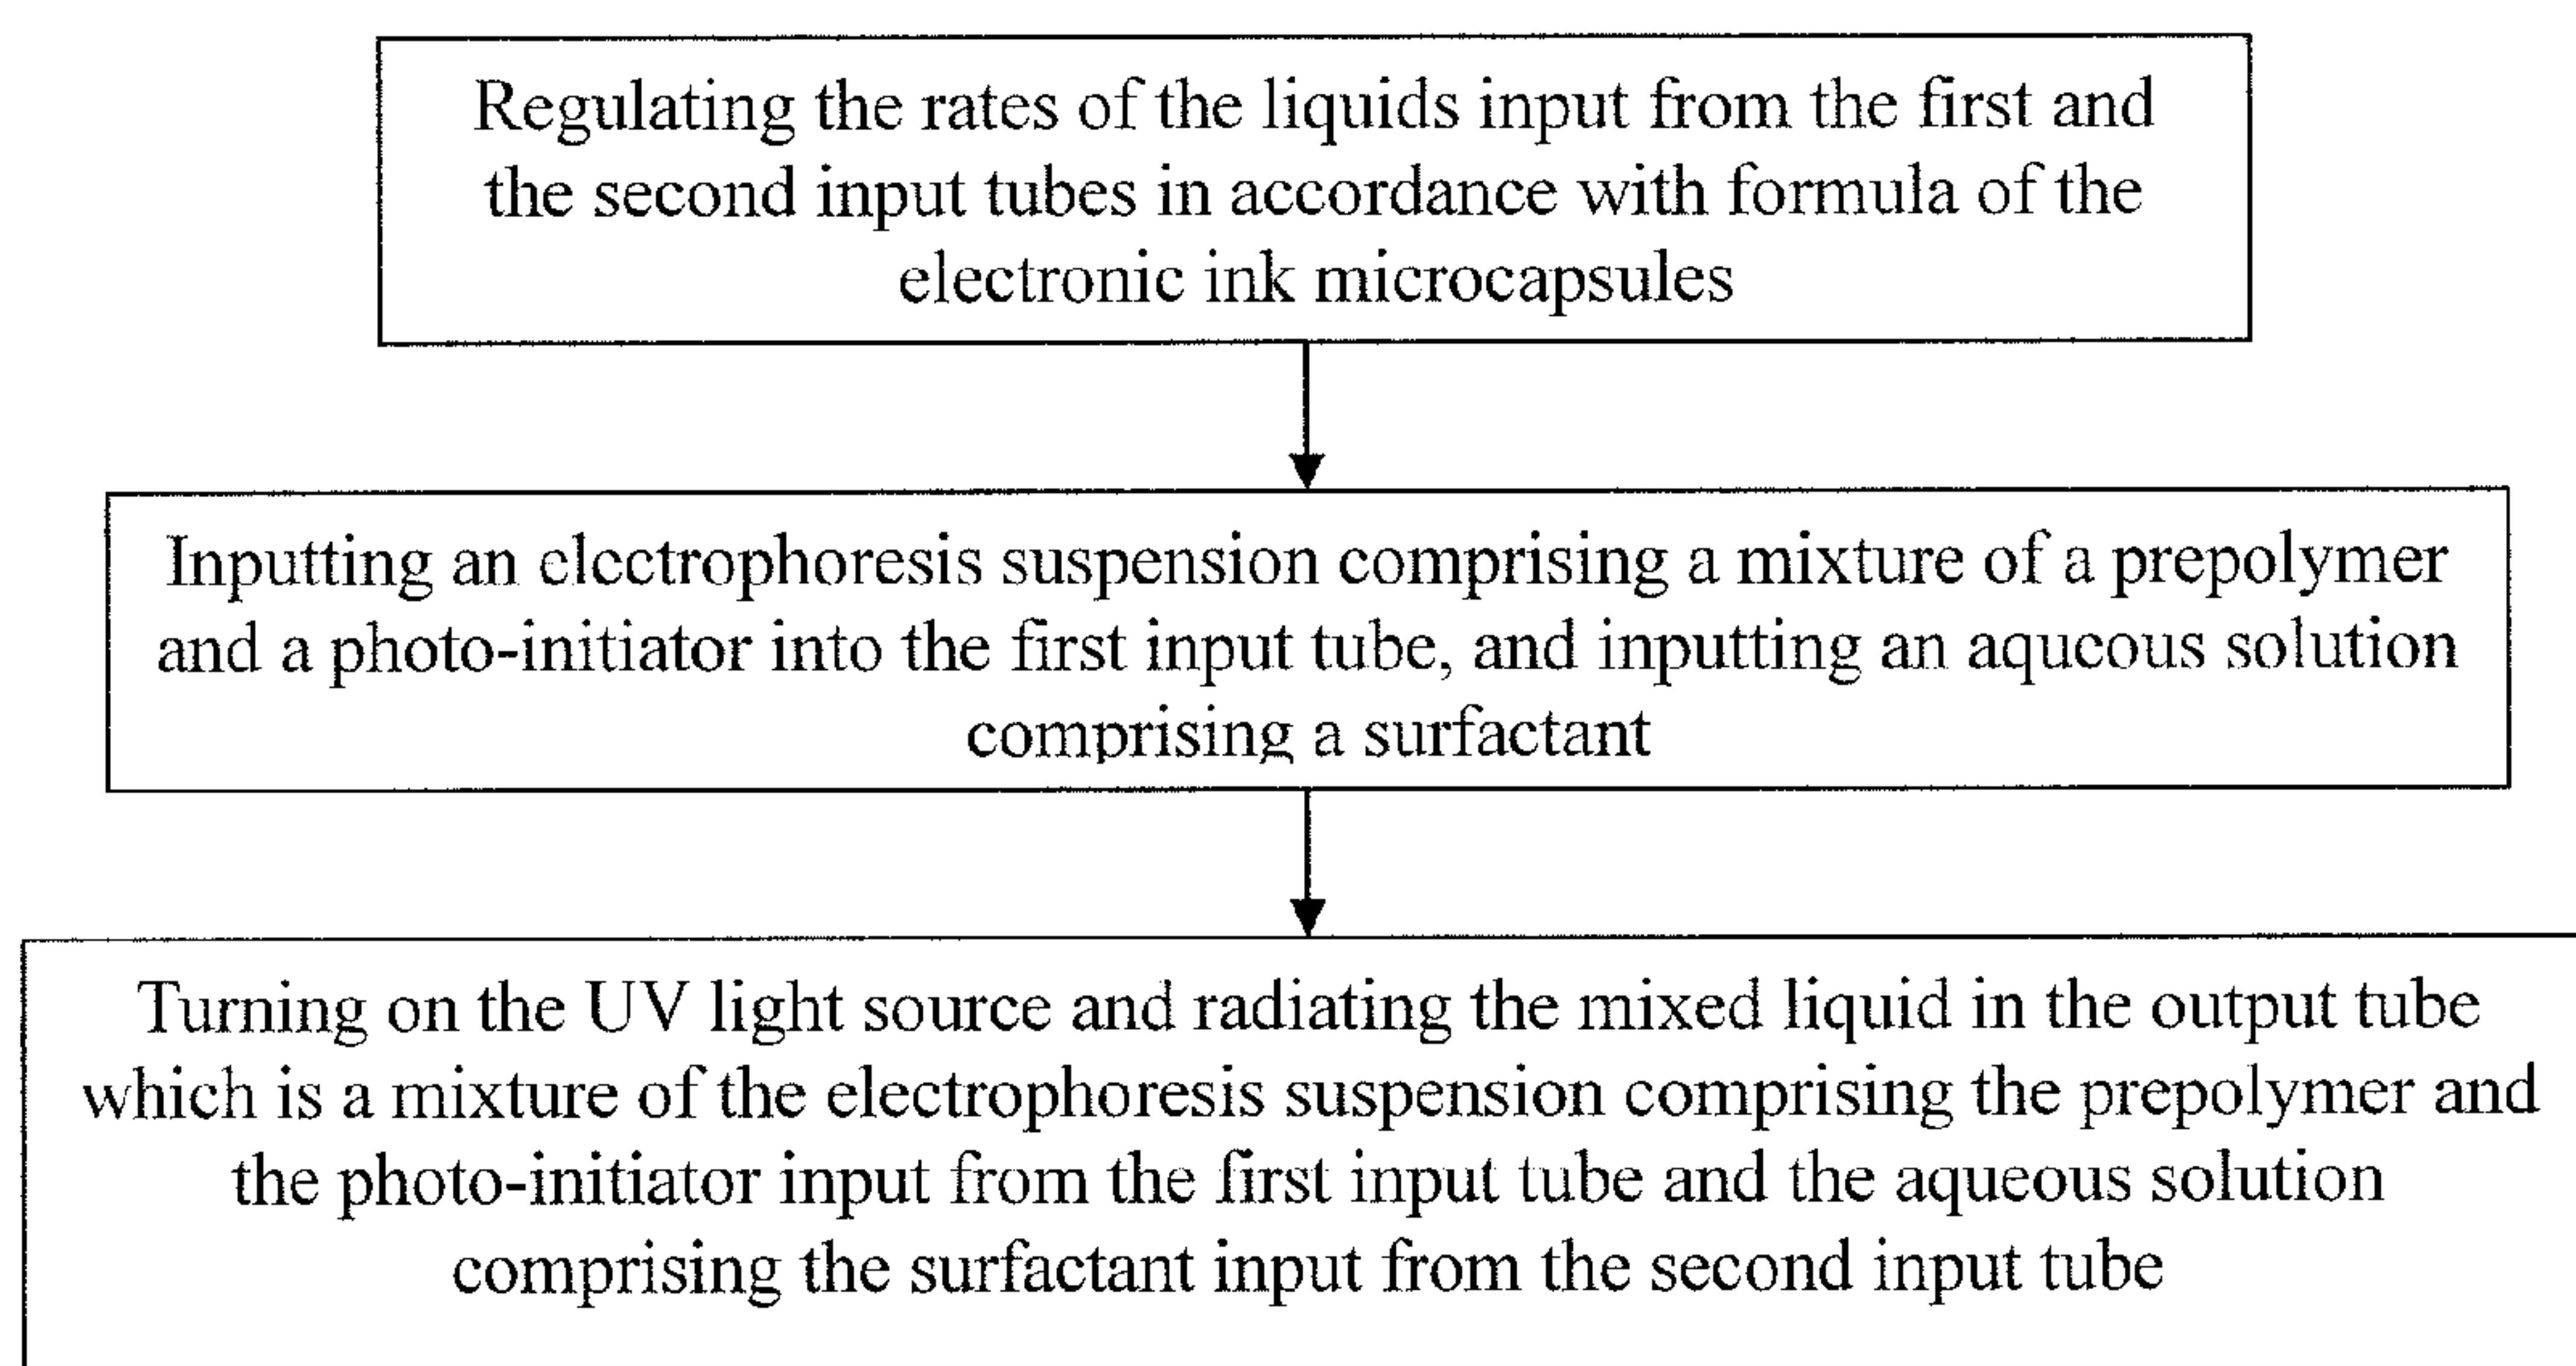 Regulating the rates of the liquids input from the first and
the second input tubes in accordance with formula of the
electronic ink microcapsules
Inputting an electrophoresis suspension comprising a mixture of a prepolymer
and a photo-initiator into the first input tube, and inputting an aqueous solution
comprising a surfactant
Turning on the UV light source and radiating the mixed liquid in the output tube
which is a mixture of the electrophoresis suspension comprising the prepolymer and
the photo-initiator input from the first input tube and the aqueous solution
comprising the surfactant input from the second input tube